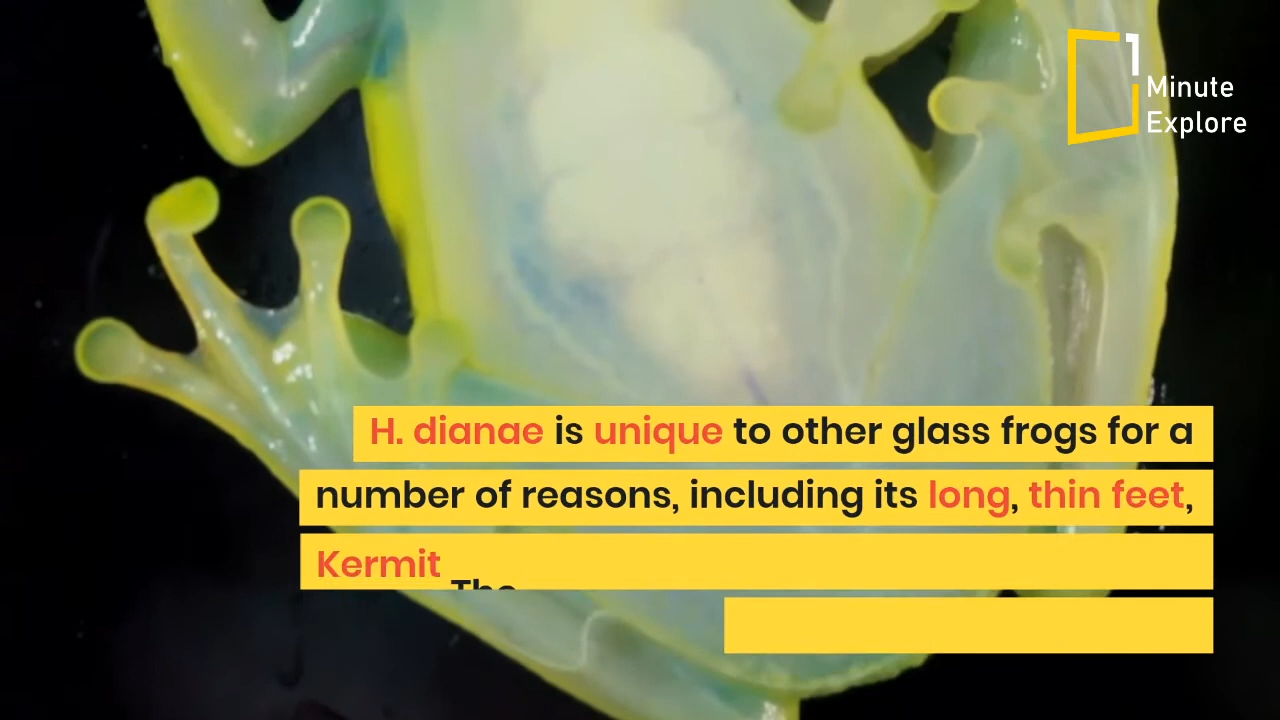 1
Minute
Explore
H. dianae is unique to other glass frogs for a
number of reasons, including its long, thin feet,
Kermit The